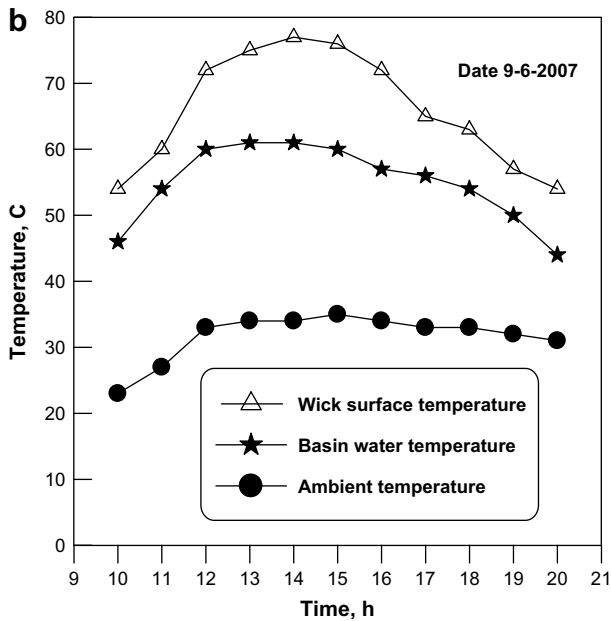 b
80
70
60
50
40
30
20
10
0
Temperature, C
Date 9-6-2007
Wick surface temperature
Basin water temperature
Ambient temperature
9 10 11 12 13 14 15 16 17 18 19 20 21
Time, h